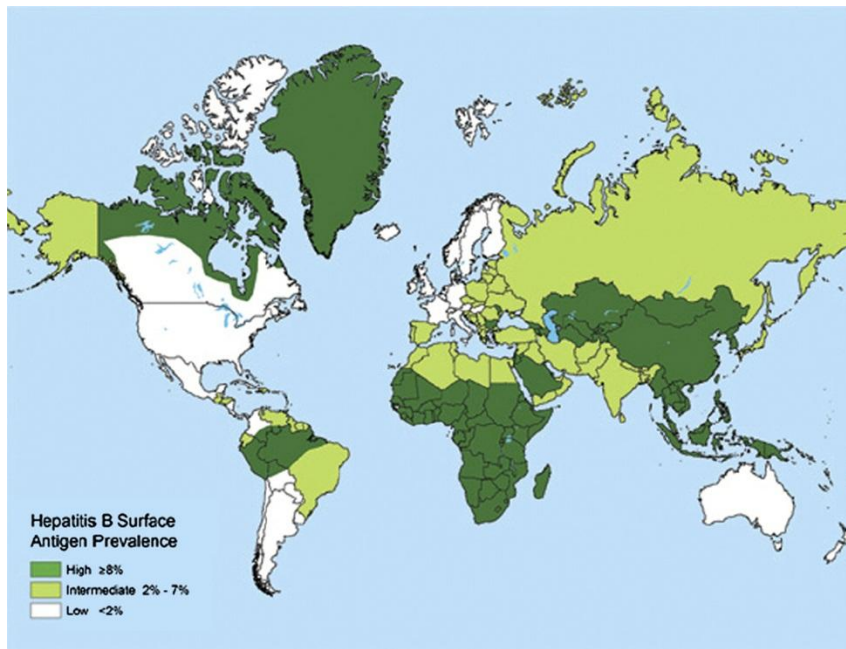 Hepatitis B Surface
Antigen Prevalence
High ≥8%
Intermediate 2% - 7%
Low <2%